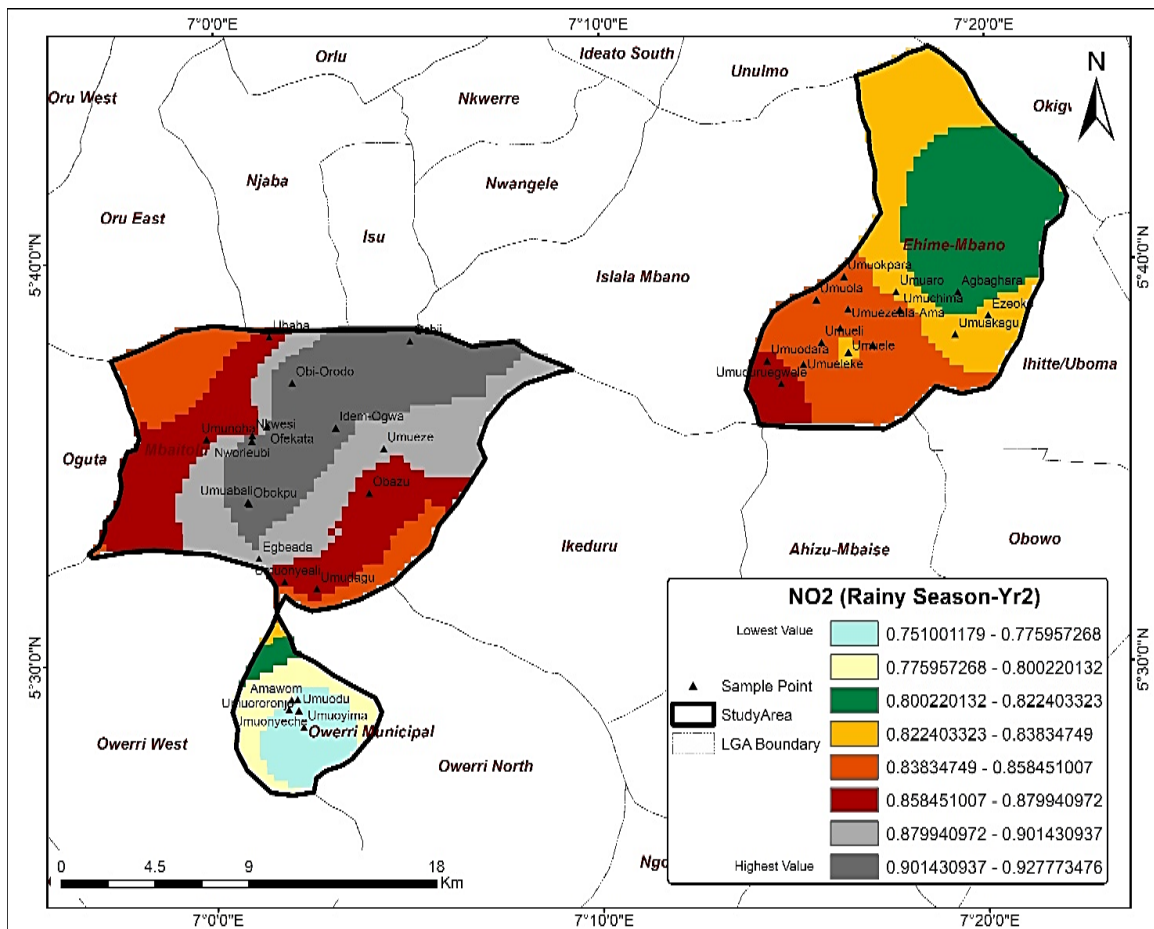 7°0'0"E
7°10'0"E
7°20'0"E
Orlu
Ideato South
Unulmo
N
Oru West
Nkwerre
Okigw
Njaba
Nwangele
Oru East
Isu
Ehime-Mbano
5°40'0"N
5°40'0"N
Islala Mbano
Umuokpara
Umuaro
Agbaghara
Umuola
Umuchima
Ezeoke
Umuezeala-Ama
Umuakagu
Umueli
Umuele
Umuodara
Umueleke
Umuduruegwele
Ihitte/Uboma
Ubaha
Obi-Orodo
Idem-Ogwa
Umunoha
Nkwesi
Ofekata
Mbaitolu
Nworieubi
Umueze
Oguta
Umuabali
Obokpu
Obazu
Egbeada
Umudagu
Ikeduru
Ahizu-Mbaise
Obowo
5°30'0"N
5°30'0"N
Amawom
Umuodu
Umuororonjo
Umuoyima
Umuonyeche
Owerri Municipal
Owerri West
Owerri North
Ngo
NO2 (Rainy Season-Yr2)
Lowest Value
0.751001179 - 0.775957268
0.775957268 - 0.800220132
0.800220132 - 0.822403323
0.822403323 - 0.83834749
0.83834749 - 0.858451007
0.858451007 - 0.879940972
0.879940972 - 0.901430937
Highest Value
0.901430937 - 0.927773476
Sample Point
StudyArea
LGA Boundary
0 4.5 9 18
Km
7°0'0"E
7°10'0"E
7°20'0"E